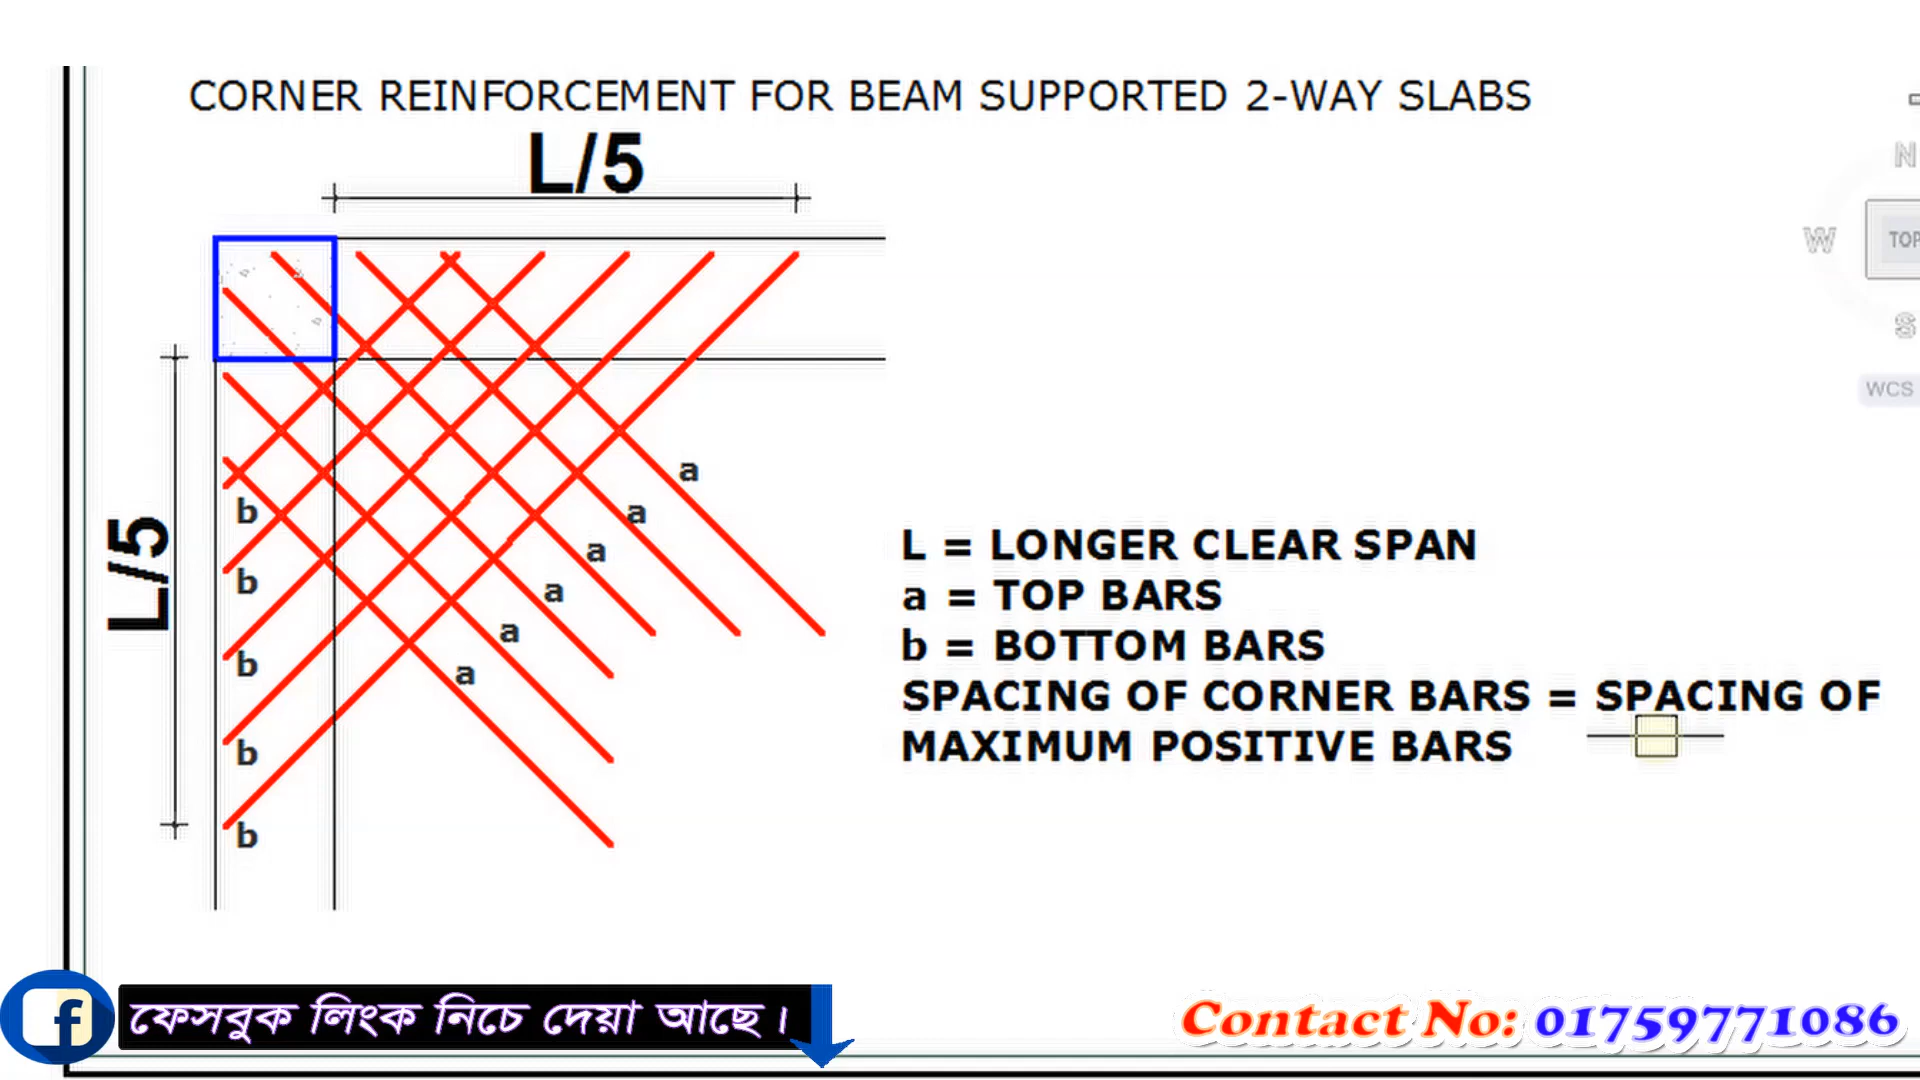 CORNER REINFORCEMENT FOR BEAM SUPPORTED 2-WAY SLABS
L/5
N
W
TOP
S
WCS
L/5
a
a
a
a
a
a
b
b
b
b
b
L = LONGER CLEAR SPAN
a = TOP BARS
b = BOTTOM BARS
SPACING OF CORNER BARS = SPACING OF
MAXIMUM POSITIVE BARS
f
ফেসবুক লিংক নিচে দেয়া আছে।
Contact No: 01759771086